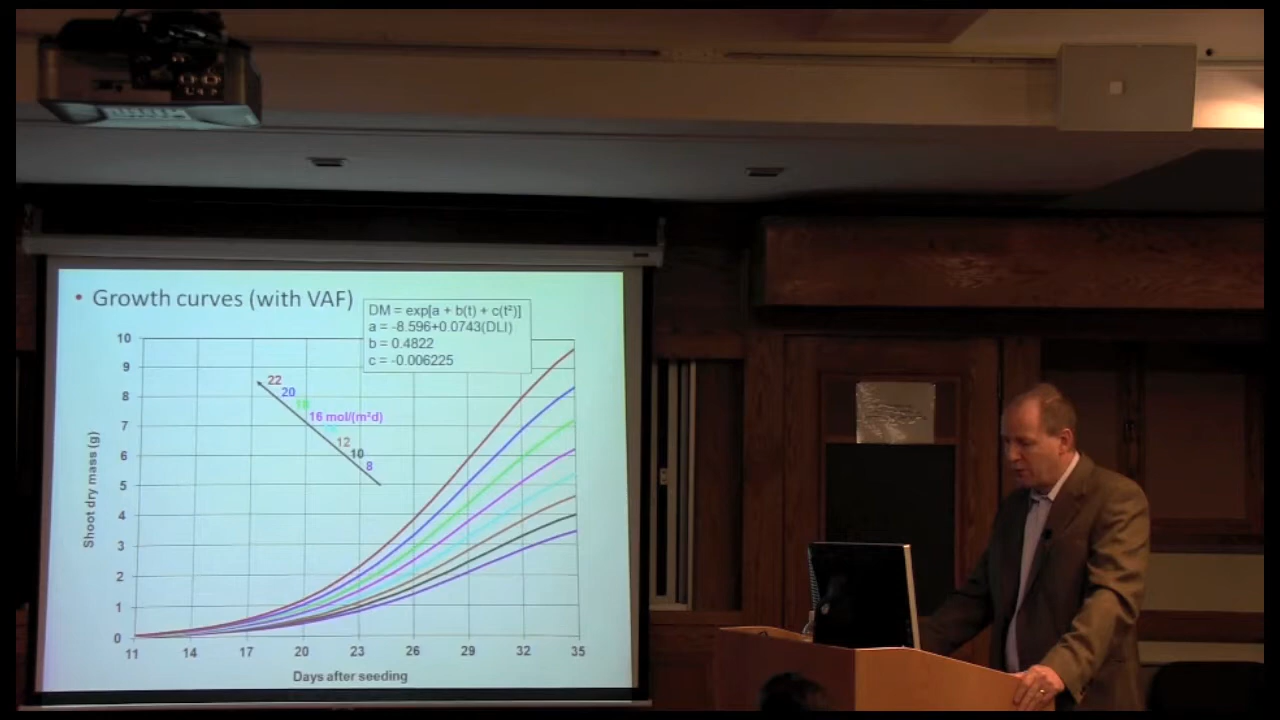 • Growth curves (with VAF)
DM = exp[a + b(t) + c(t²)]
a = -8.596+0.0743(DLI)
b = 0.4822
c = -0.006225
10
9
8
7
6
5
4
3
2
1
0
22
20
18
16 mol/(m²d)
12
10
8
Shoot dry mass (g)
11 14 17 20 23 26 29 32 35
Days after seeding